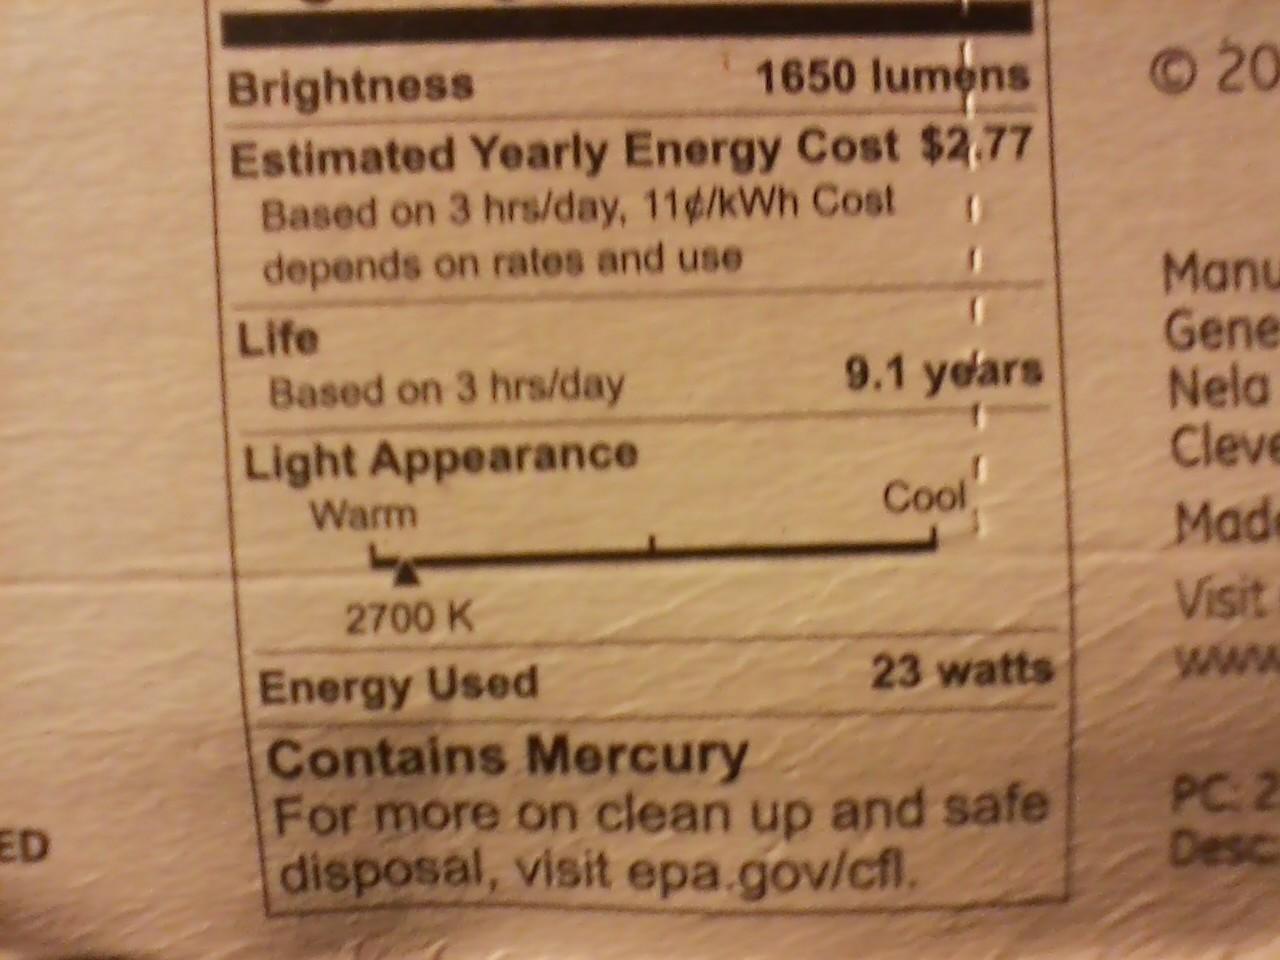 Brightness 1650 lumens
Estimated Yearly Energy Cost $2.77
Based on 3 hrs/day, 11¢/kWh Cost
depends on rates and use
Life
Based on 3 hrs/day 9.1 years
Light Appearance
Warm Cool
2700 K
Energy Used 23 watts
Contains Mercury
For more on clean up and safe
disposal, visit epa.gov/cfl.
ED
© 20
Manu
Gene
Nela
Cleve
Made
Visit
www
PC: 2
Desc